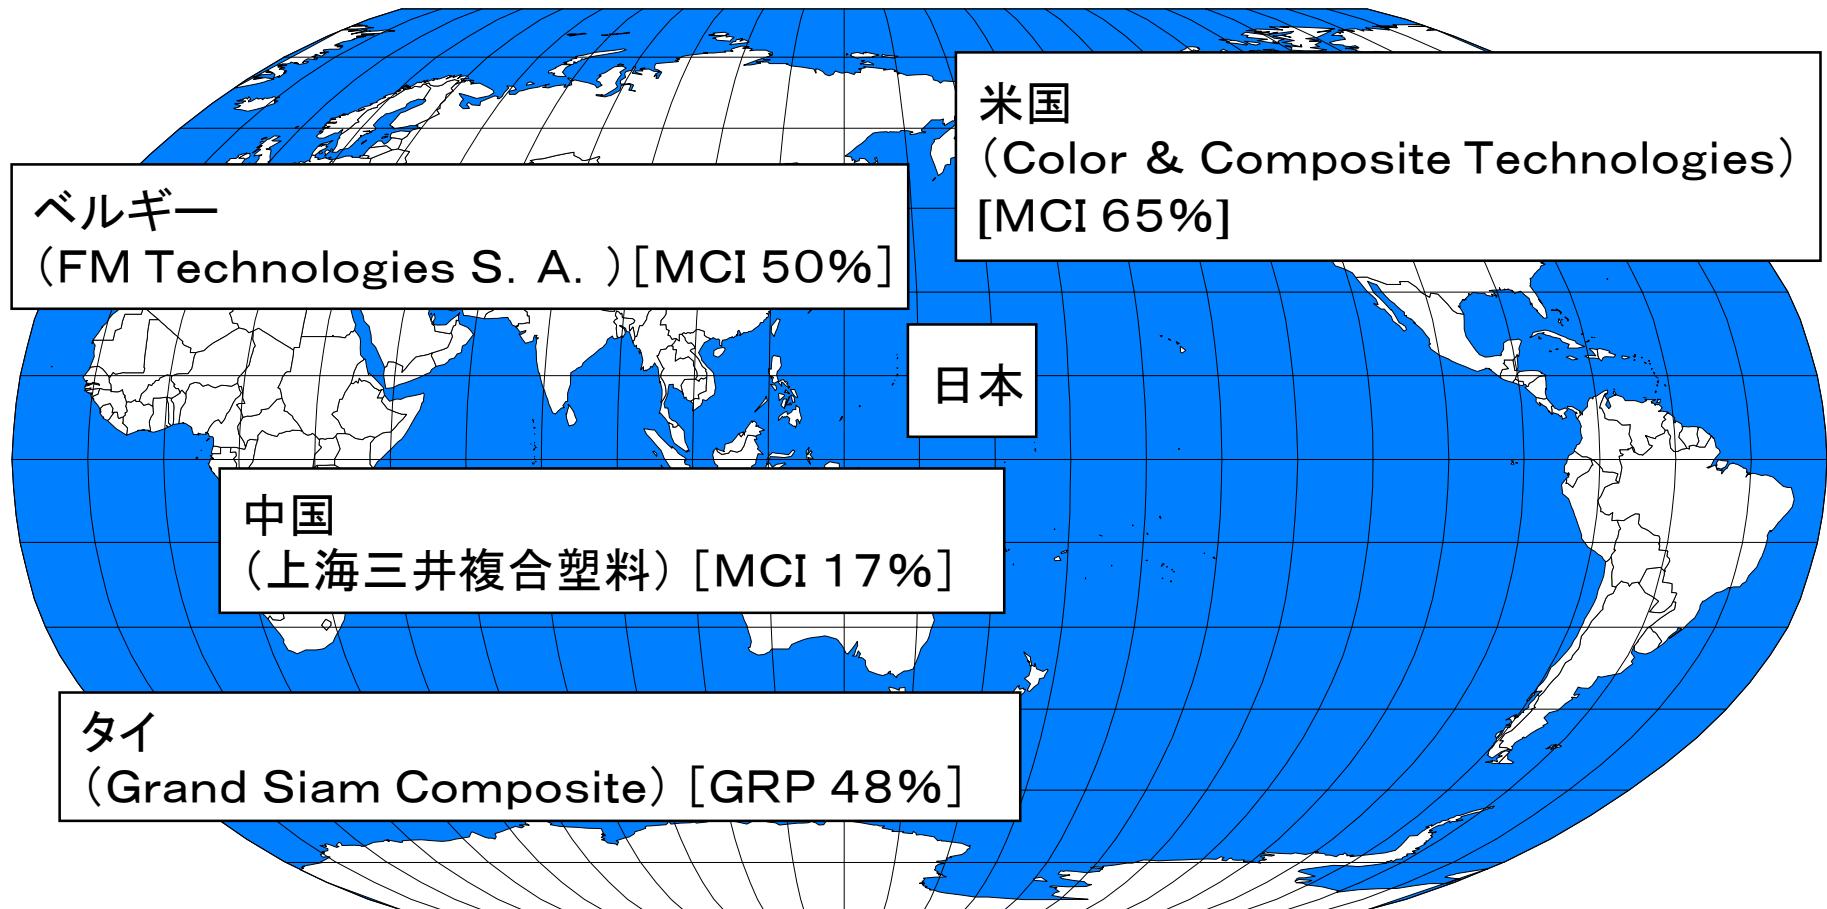 米国
（Color & Composite Technologies）
[MCI 65%]
ベルギー
（FM Technologies S．A．）[MCI 50%]
日本
中国
（上海三井複合塑料）[MCI 17%]
タイ
（Grand Siam Composite）[GRP 48%]